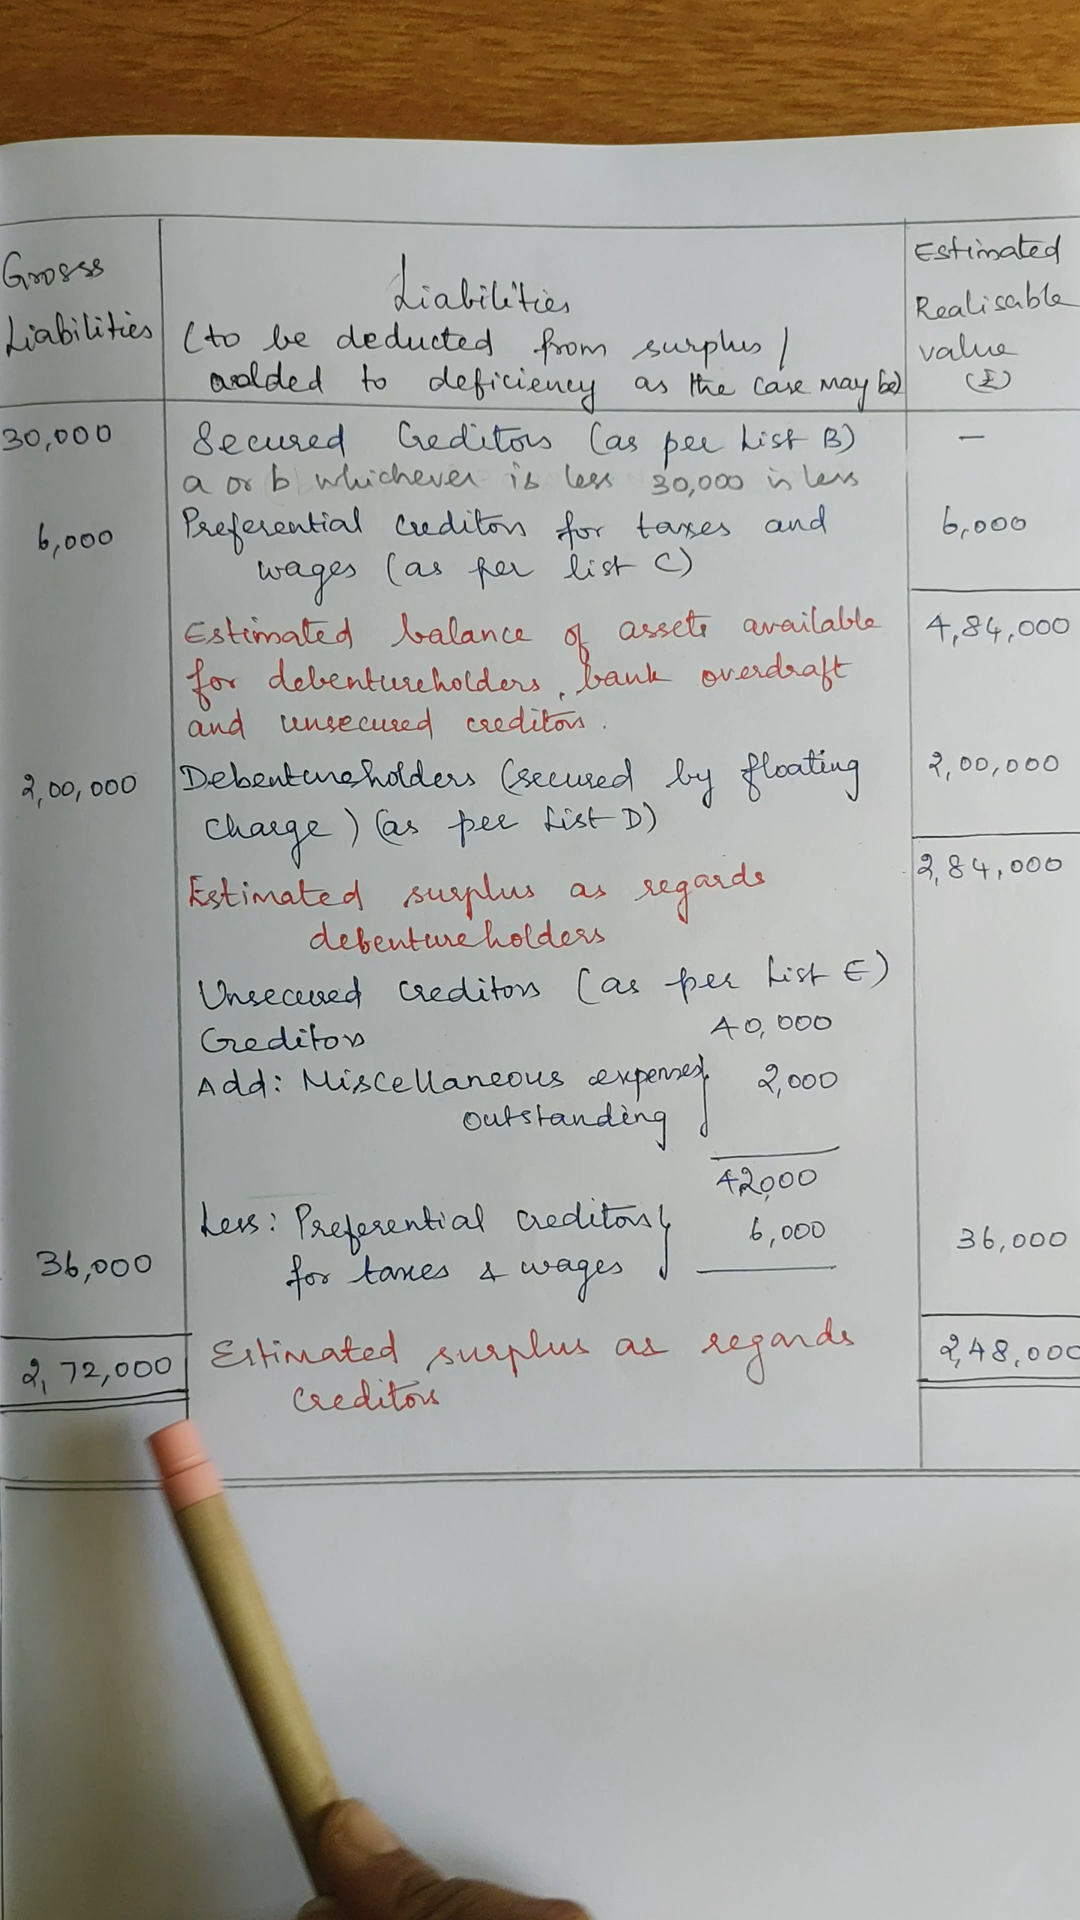 Grosss Liabilities
Liabilities
(to be deducted from surplus /
added to deficiency as the case may be)
Estimated Realisable value (₹)
30,000 Secured Creditors (as per List B) —
a or b whichever is less 30,000 is less
6,000 Preferential creditors for taxes and 6,000
wages (as per list C)
Estimated balance of assets available 4,84,000
for debentureholders, bank overdraft
and unsecured creditors.
2,00,000 Debentureholders (secured by floating 2,00,000
charge) (as per List D)
Estimated surplus as regards 2,84,000
debentureholders
Unsecured creditors (as per List E)
Creditors 40,000
Add: Miscellaneous expenses 2,000
outstanding
42,000
Less: Preferential creditors 6,000 36,000
36,000 for taxes & wages
2,72,000 Estimated surplus as regards 2,48,000
creditors